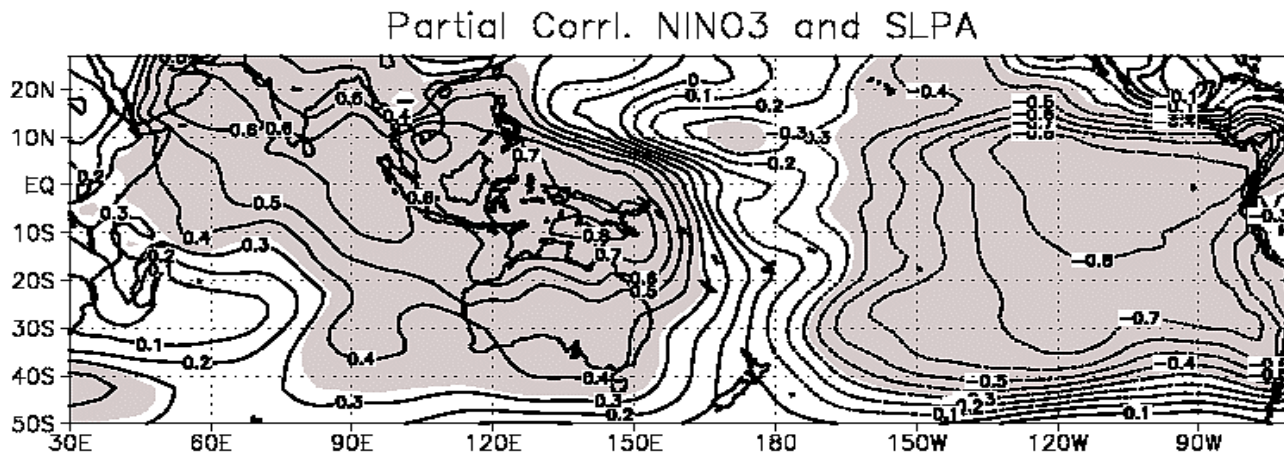 Partial Corrl. NINO3 and SLPA
20N 0.6 0 0.1 0.2 -0.4 -0.5
10N 0.6 0.6 0.4 0.3 0.2
0.7
EQ 0.2 0.6
0.3 0.5
10S 0.4 0.3 0.8
0.2 0.7 -0.8
20S 0.6
0.5
30S 0.1 -0.7
0.2 0.4 -0.4
40S 0.4 -0.5
0.3 0.3
0.2 0.1 0.1
50S
30E 60E 90E 120E 150E 180 150W 120W 90W